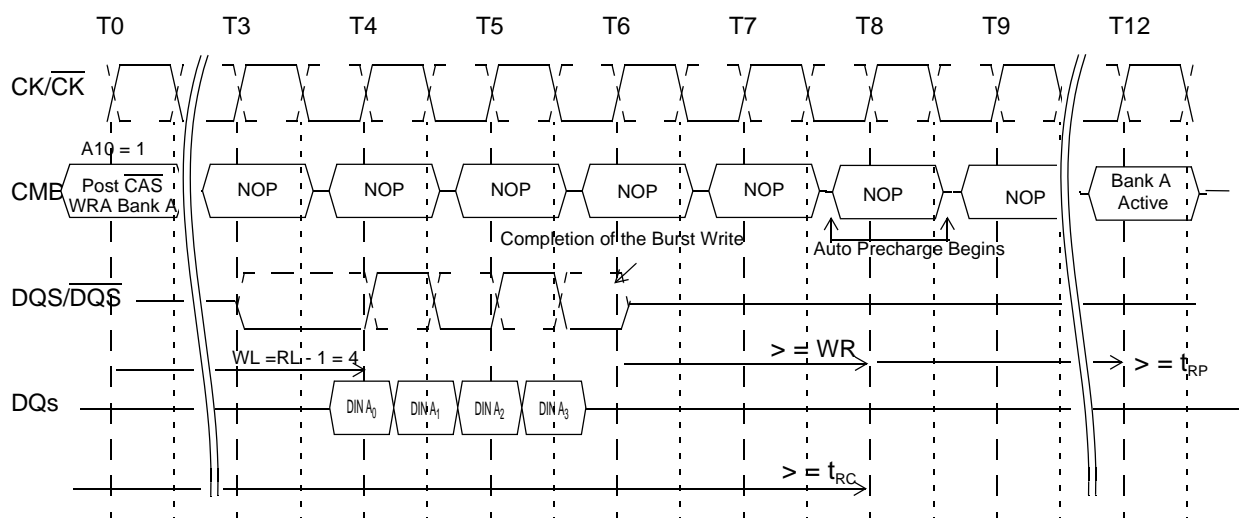 T0 T3 T4 T5 T6 T7 T8 T9 T12
CK/CK
A10 = 1
CMD
Post CAS
WRA Bank A
NOP NOP NOP NOP NOP NOP NOP
Bank A
Active
Completion of the Burst Write
Auto Precharge Begins
DQS/DQS
WL =RL - 1 = 4
> = WR
> = tRP
DQs
DIN A0 DIN A1 DIN A2 DIN A3
> = tRC